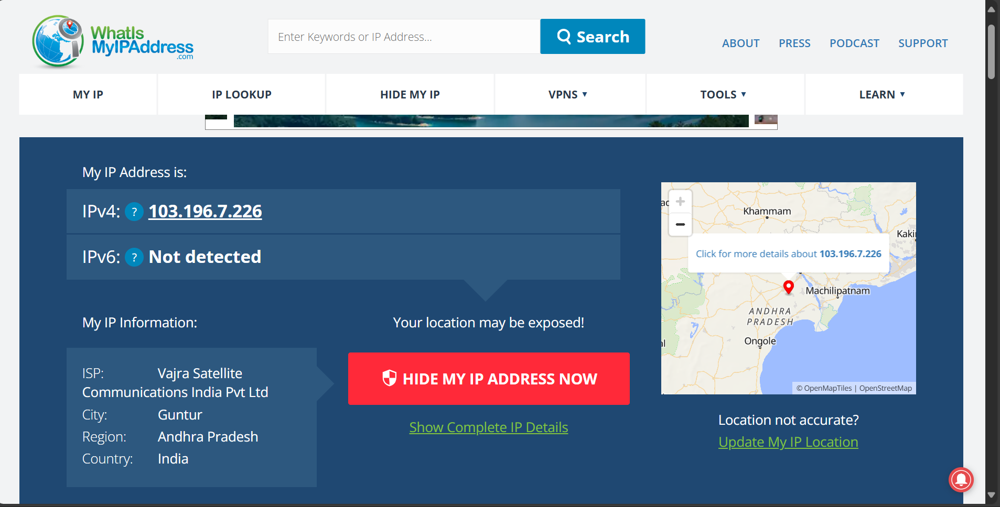 WhatIs
MyIPAddress
.com
Enter Keywords or IP Address...
Search
ABOUT PRESS PODCAST SUPPORT
MY IP IP LOOKUP HIDE MY IP VPNS ▼ TOOLS ▼ LEARN ▼
My IP Address is:
IPv4: ? 103.196.7.226
IPv6: ? Not detected
My IP Information:
ISP: Vajra Satellite
Communications India Pvt Ltd
City: Guntur
Region: Andhra Pradesh
Country: India
Your location may be exposed!
HIDE MY IP ADDRESS NOW
Show Complete IP Details
+
−
Khammam
Kakin
Click for more details about 103.196.7.226
Machilipatnam
ANDHRA
PRADESH
Ongole
© OpenMapTiles | OpenStreetMap
Location not accurate?
Update My IP Location